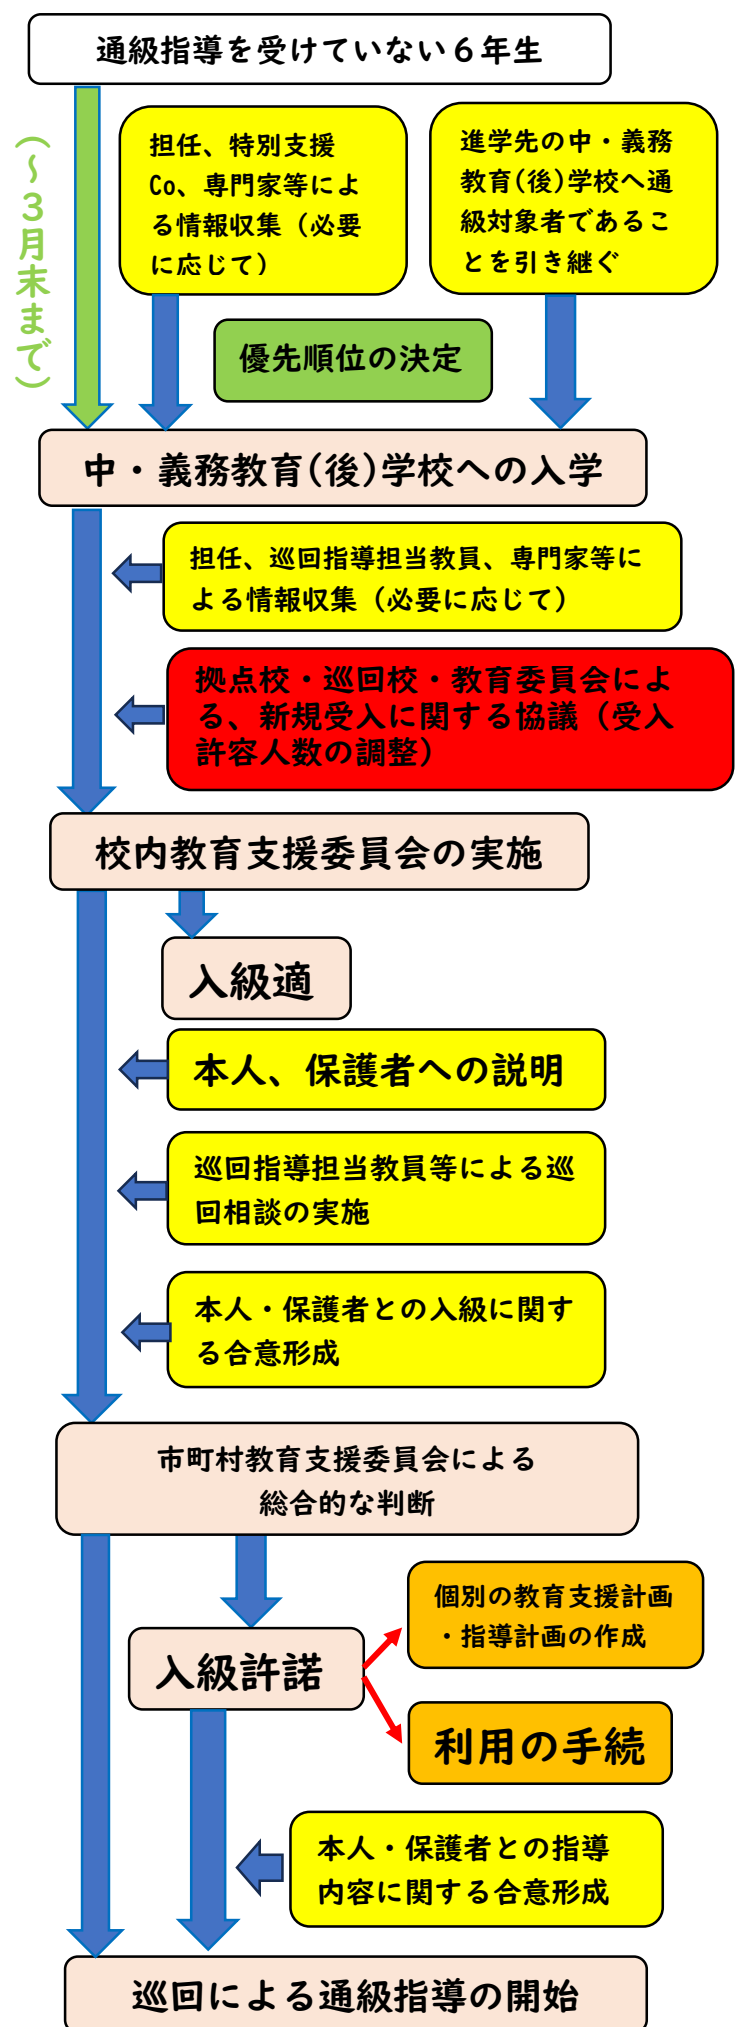 通級指導を受けていない6年生
(~3月末まで)
担任、特別支援
Co、専門家等によ
る情報収集(必要
に応じて)
進学先の中・義務
教育(後)学校へ通
級対象者であるこ
とを引き継ぐ
優先順位の決定
中・義務教育(後)学校への入学
担任、巡回指導担当教員、専門家等に
よる情報収集(必要に応じて)
拠点校・巡回校・教育委員会によ
る、新規受入に関する協議(受入
許容人数の調整)
校内教育支援委員会の実施
入級適
本人、保護者への説明
巡回指導担当教員等による巡
回相談の実施
本人・保護者との入級に関す
る合意形成
市町村教育支援委員会による
総合的な判断
個別の教育支援計画
・指導計画の作成
入級許諾
利用の手続
本人・保護者との指導
内容に関する合意形成
巡回による通級指導の開始